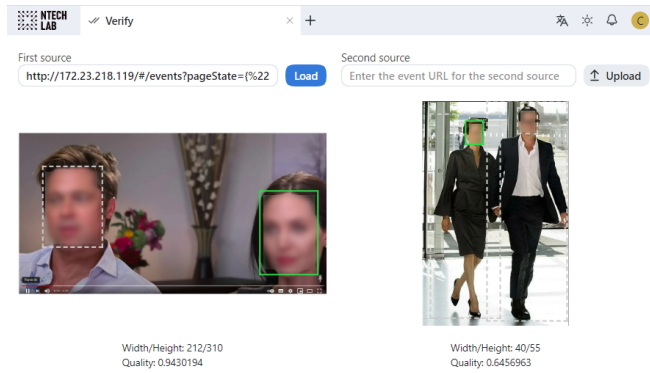 NTECH
LAB
Verify
First source
Second source
http://172.23.218.119/#/events?pageState={%22
Load
Enter the event URL for the second source
Upload
Width/Height: 212/310
Quality: 0.9430194
Width/Height: 40/55
Quality: 0.6456963
C